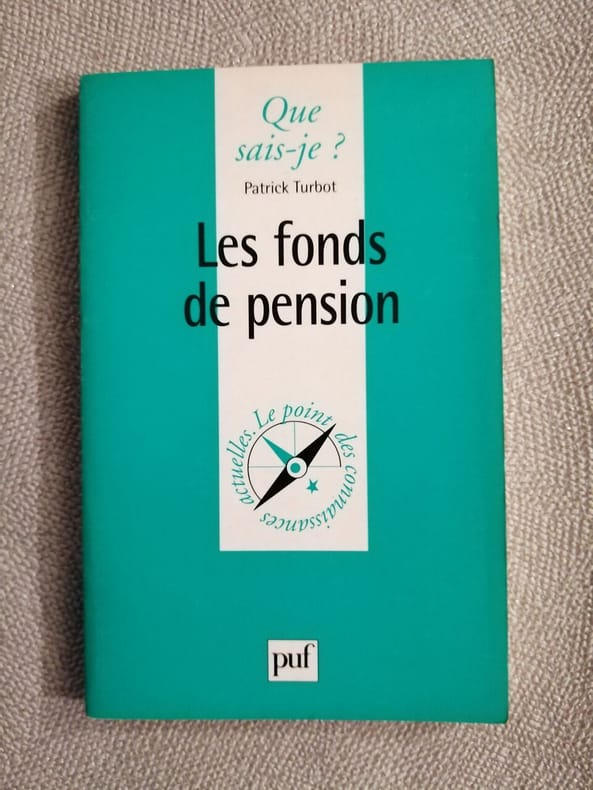 Que
sais-je ?
Patrick Turbot
Les fonds
de pension
Le point des connaissances actuelles.
puf